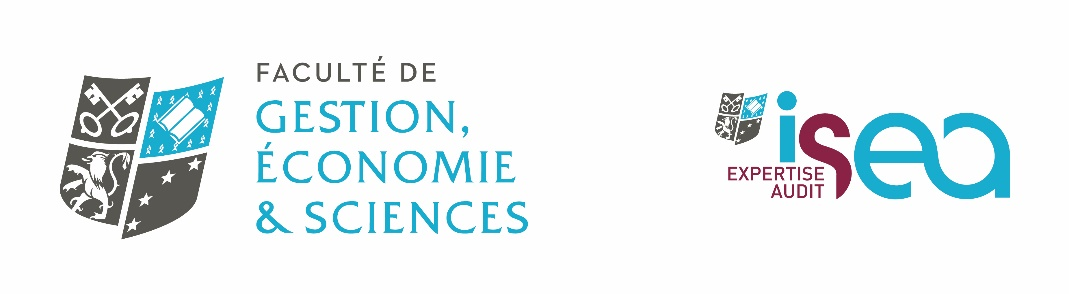 FACULTÉ DE
GESTION,
ÉCONOMIE
& SCIENCES
isea
EXPERTISE
AUDIT